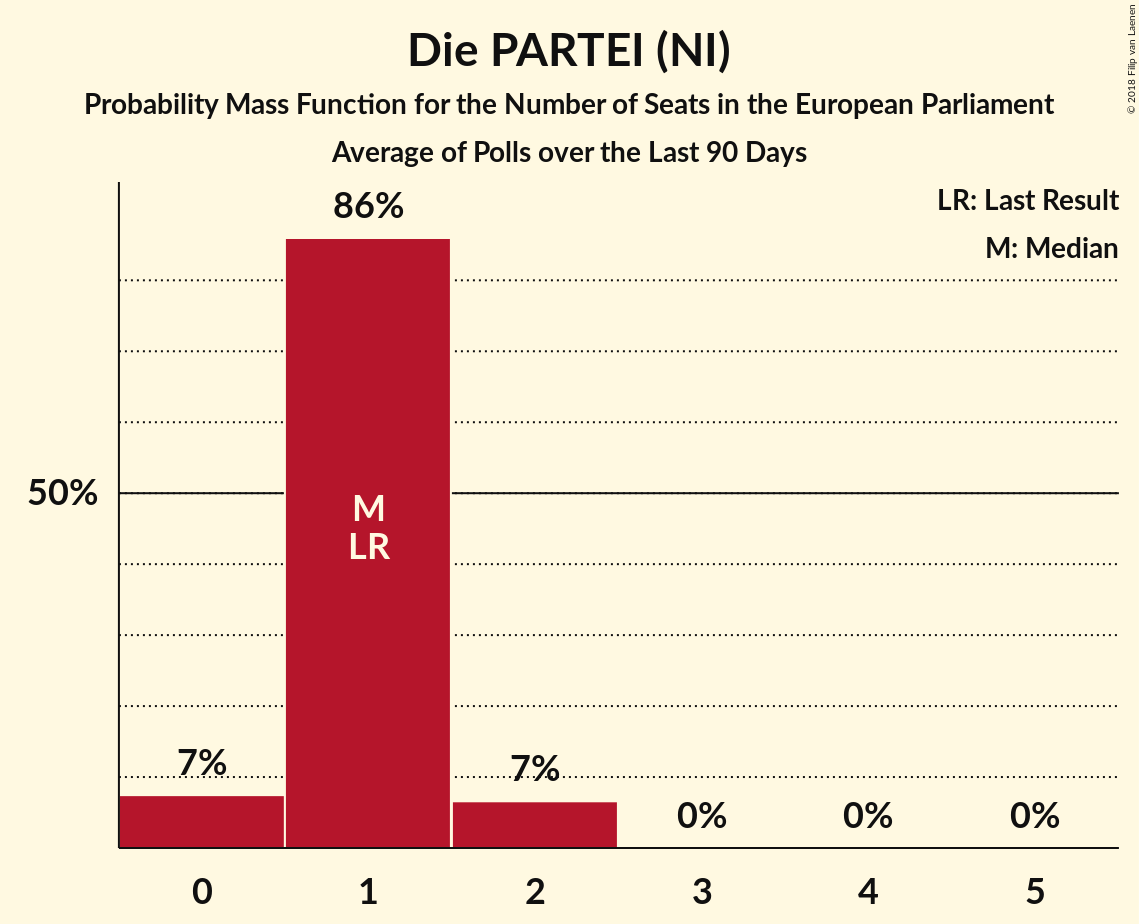 Die PARTEI (NI)
Probability Mass Function for the Number of Seats in the European Parliament
Average of Polls over the Last 90 Days
© 2018 Filip van Laenen
LR: Last Result
M: Median
86%
50%
M
LR
7%
7%
0%
0%
0%
0
1
2
3
4
5